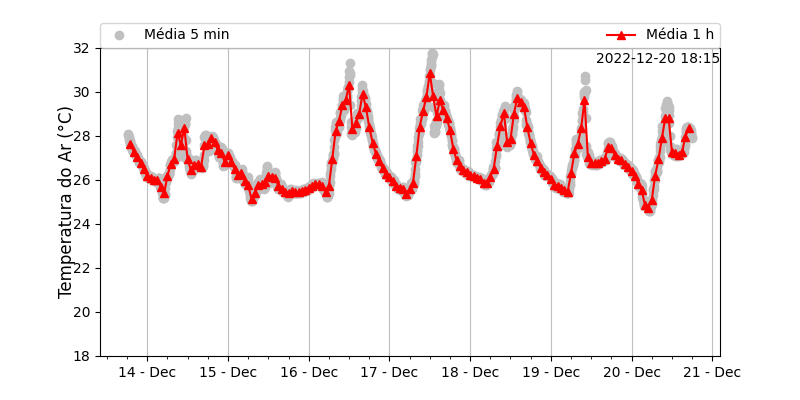 Média 5 min
Média 1 h
2022-12-20 18:15
Temperatura do Ar (°C)
32
30
28
26
24
22
20
18
14 - Dec
15 - Dec
16 - Dec
17 - Dec
18 - Dec
19 - Dec
20 - Dec
21 - Dec